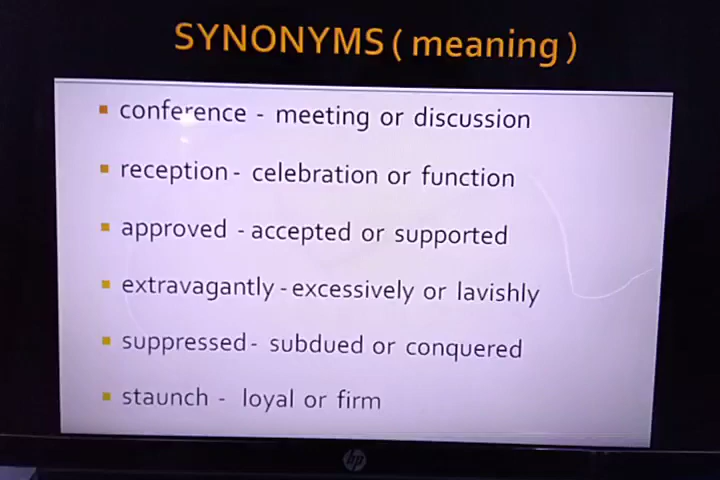 SYNONYMS ( meaning )
conference - meeting or discussion
reception - celebration or function
approved - accepted or supported
extravagantly - excessively or lavishly
suppressed - subdued or conquered
staunch - loyal or firm
hp